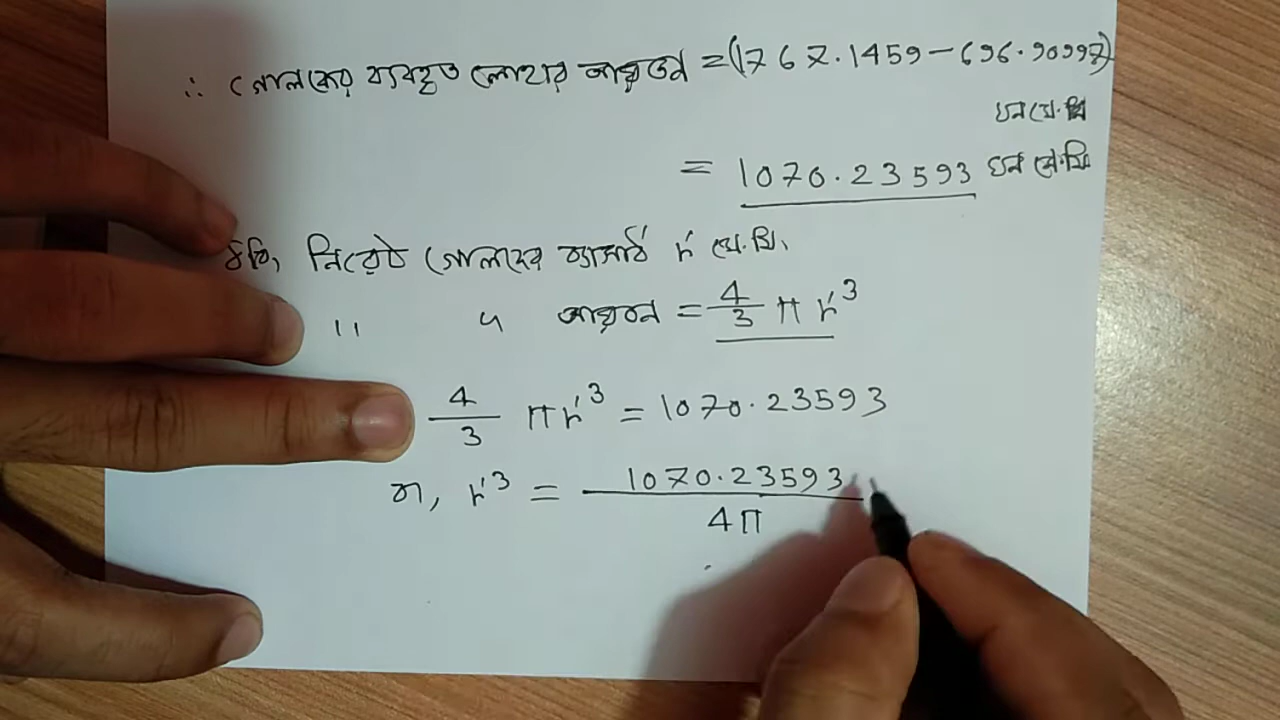 ∴ গোলকের ব্যবহৃত লোহার আয়তন = (1767.1459 − 696.90997)
ঘন সে.মি
= 1070.23593 ঘন সে.মি
ধরি, নিরেট গোলকের ব্যাসার্ধ r' সে.মি,
" " আয়তন = 4/3 π r'³
4/3 π r'³ = 1070.23593
বা, r'³ = 1070.23593 / 4π